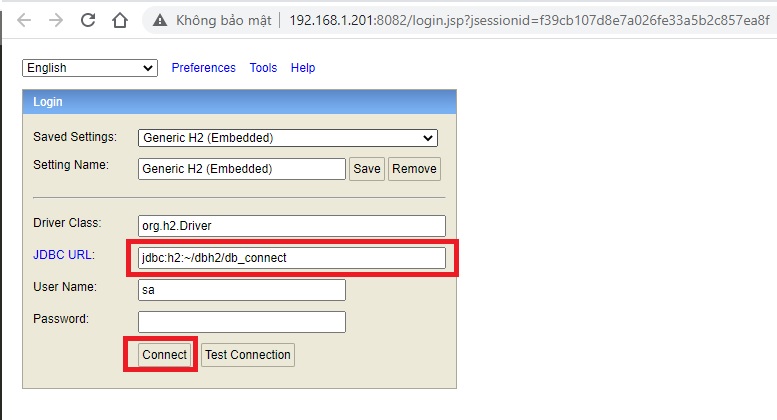 Không bảo mật 192.168.1.201:8082/login.jsp?jsessionid=f39cb107d8e7a026fe33a5b2c857ea8f
English Preferences Tools Help
Login
Saved Settings: Generic H2 (Embedded)
Setting Name: Generic H2 (Embedded) Save Remove
Driver Class: org.h2.Driver
JDBC URL: jdbc:h2:~/dbh2/db_connect
User Name: sa
Password:
Connect Test Connection